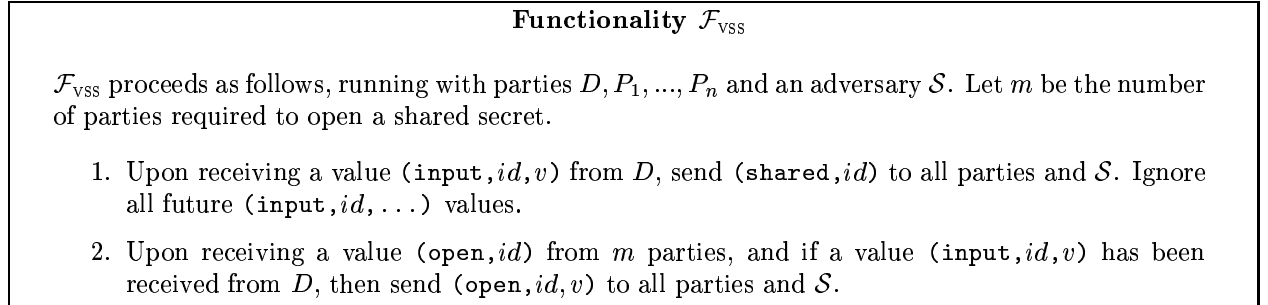 Functionality F_VSS
F_VSS proceeds as follows, running with parties D, P_1, ..., P_n and an adversary S. Let m be the number
of parties required to open a shared secret.
1. Upon receiving a value (input,id,v) from D, send (shared,id) to all parties and S. Ignore
all future (input,id,...) values.
2. Upon receiving a value (open,id) from m parties, and if a value (input,id,v) has been
received from D, then send (open,id,v) to all parties and S.